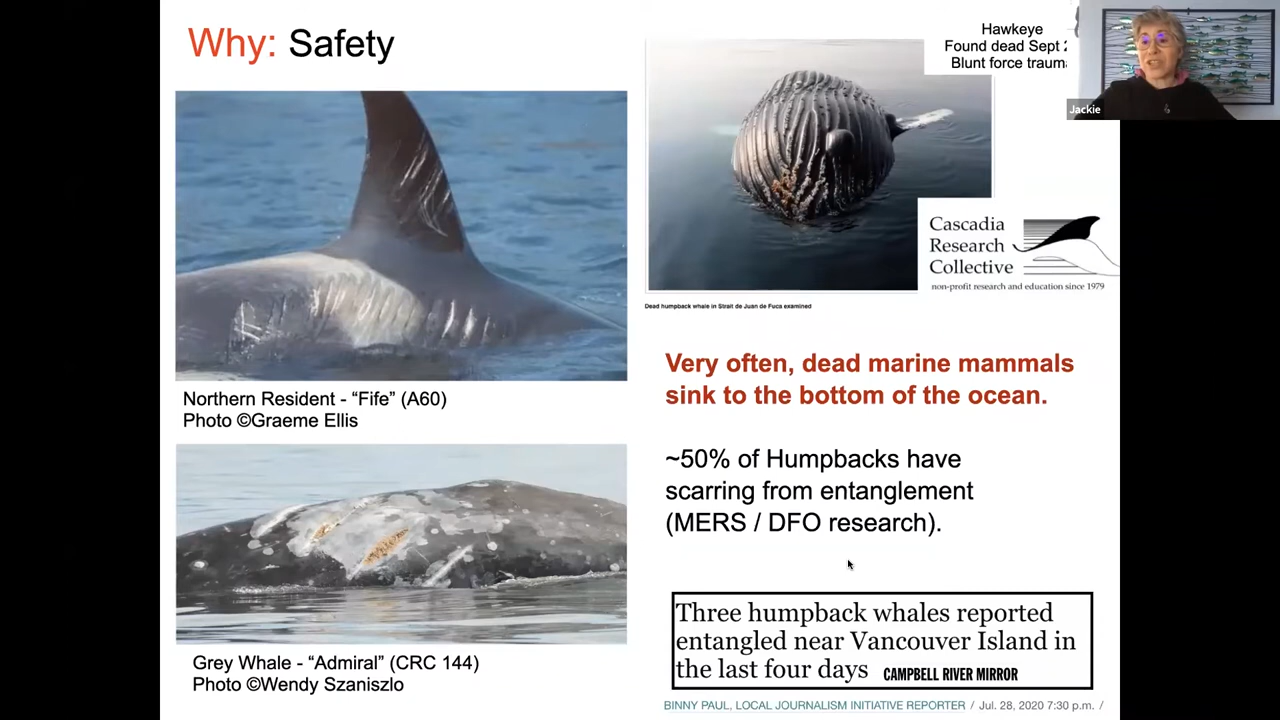 Why: Safety
Northern Resident - “Fife” (A60)
Photo ©Graeme Ellis
Grey Whale - “Admiral” (CRC 144)
Photo ©Wendy Szaniszlo
Hawkeye
Found dead Sept
Blunt force
Jackie
Cascadia
Research
Collective
non-profit research and education since 1979
Dead humpback whale in Strait de Juan de Fuca examined
Very often, dead marine mammals
sink to the bottom of the ocean.
~50% of Humpbacks have
scarring from entanglement
(MERS / DFO research).
Three humpback whales reported
entangled near Vancouver Island in
the last four days CAMPBELL RIVER MIRROR
BINNY PAUL, LOCAL JOURNALISM INITIATIVE REPORTER / Jul. 28, 2020 7:30 p.m. /